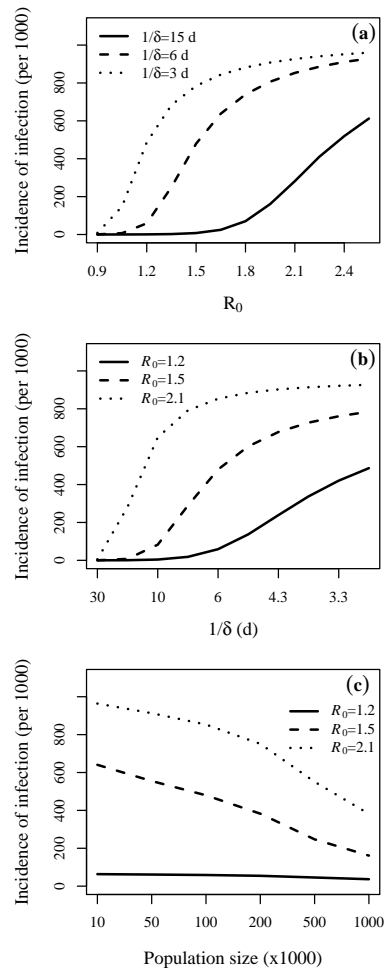 (a)
1/δ=15 d
1/δ=6 d
1/δ=3 d
Incidence of infection (per 1000)
0 200 400 600 800
0.9 1.2 1.5 1.8 2.1 2.4
R0
(b)
R0=1.2
R0=1.5
R0=2.1
Incidence of infection (per 1000)
0 200 400 600 800
30 10 6 4.3 3.3
1/δ (d)
(c)
R0=1.2
R0=1.5
R0=2.1
Incidence of infection (per 1000)
0 200 400 600 800
10 50 100 200 500 1000
Population size (x1000)